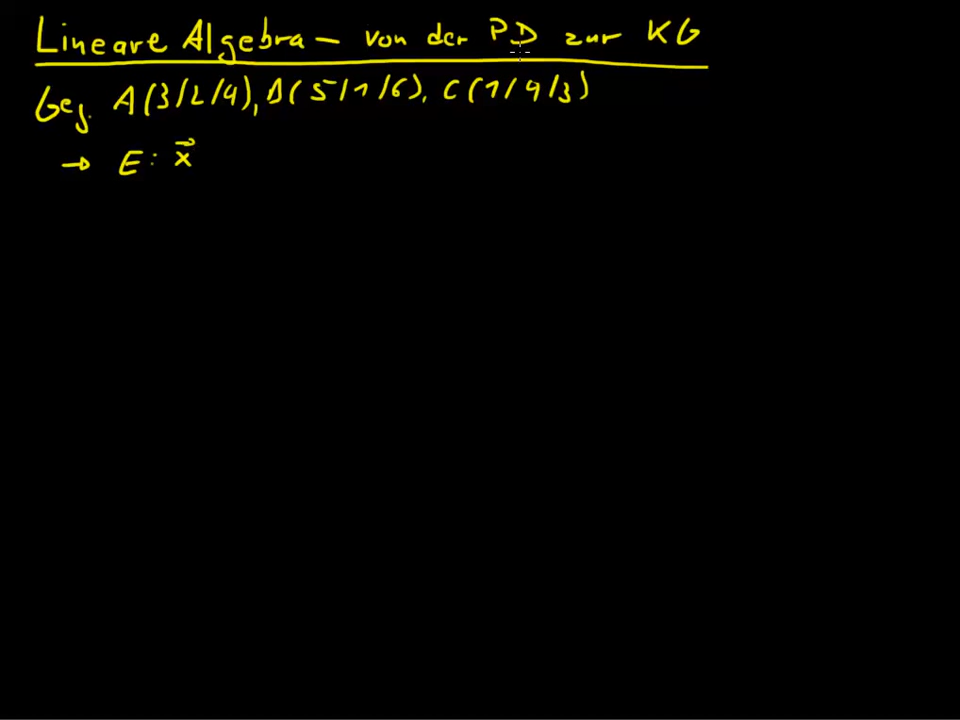 Lineare Algebra – von der PD zur KG
Geg. A(3/2/4), B(5/1/6), C(1/4/3)
→ E: x⃗